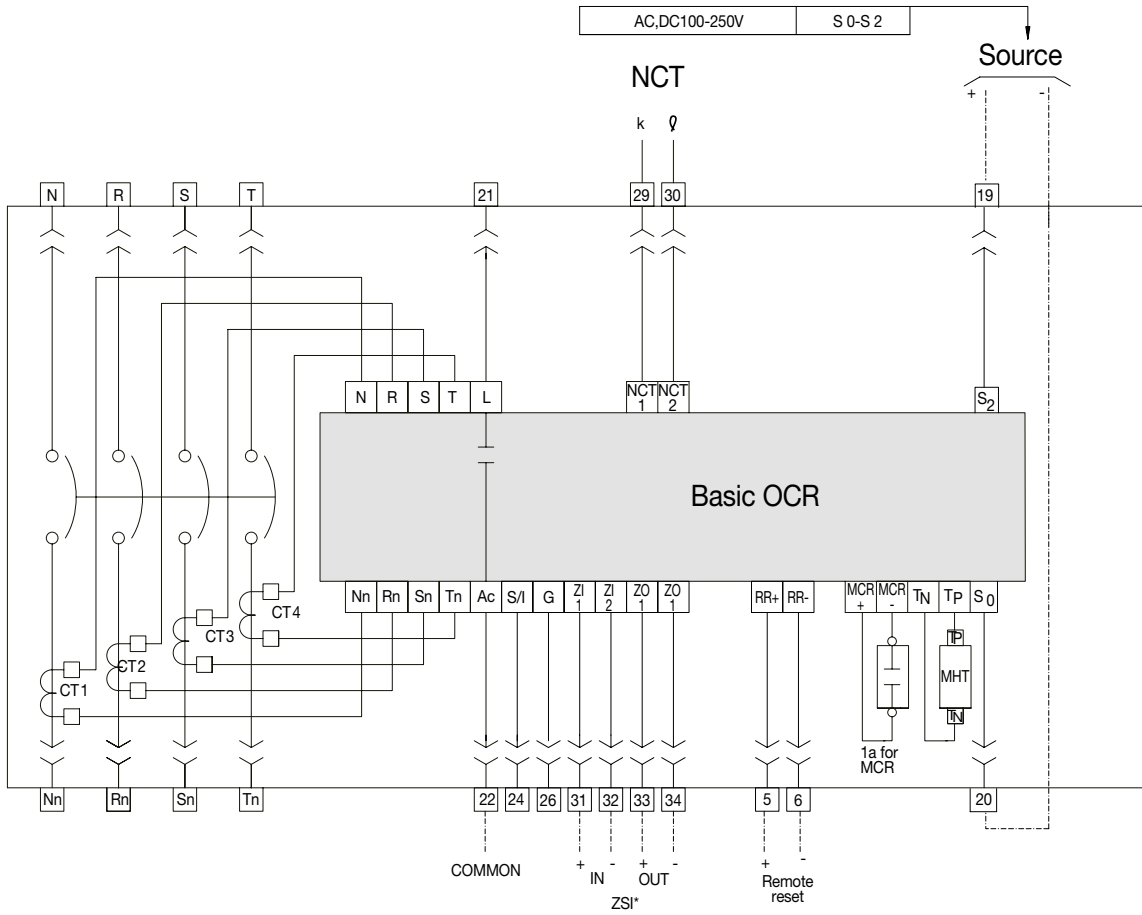 AC,DC100-250V S 0-S 2
Source
+ -
NCT
k ℓ
N R S T 21 29 30 19
N R S T L NCT 1 NCT 2 S2
Basic OCR
Nn Rn Sn Tn Ac S/I G ZI 1 ZI 2 ZO 1 ZO 1 RR+ RR- MCR + MCR - TN TP S0
CT4
CT3
CT2
CT1
TP
MHT
TN
1a for
MCR
Nn Rn Sn Tn 22 24 26 31 32 33 34 5 6 20
+ - + - + -
COMMON IN OUT Remote
reset
ZSI*